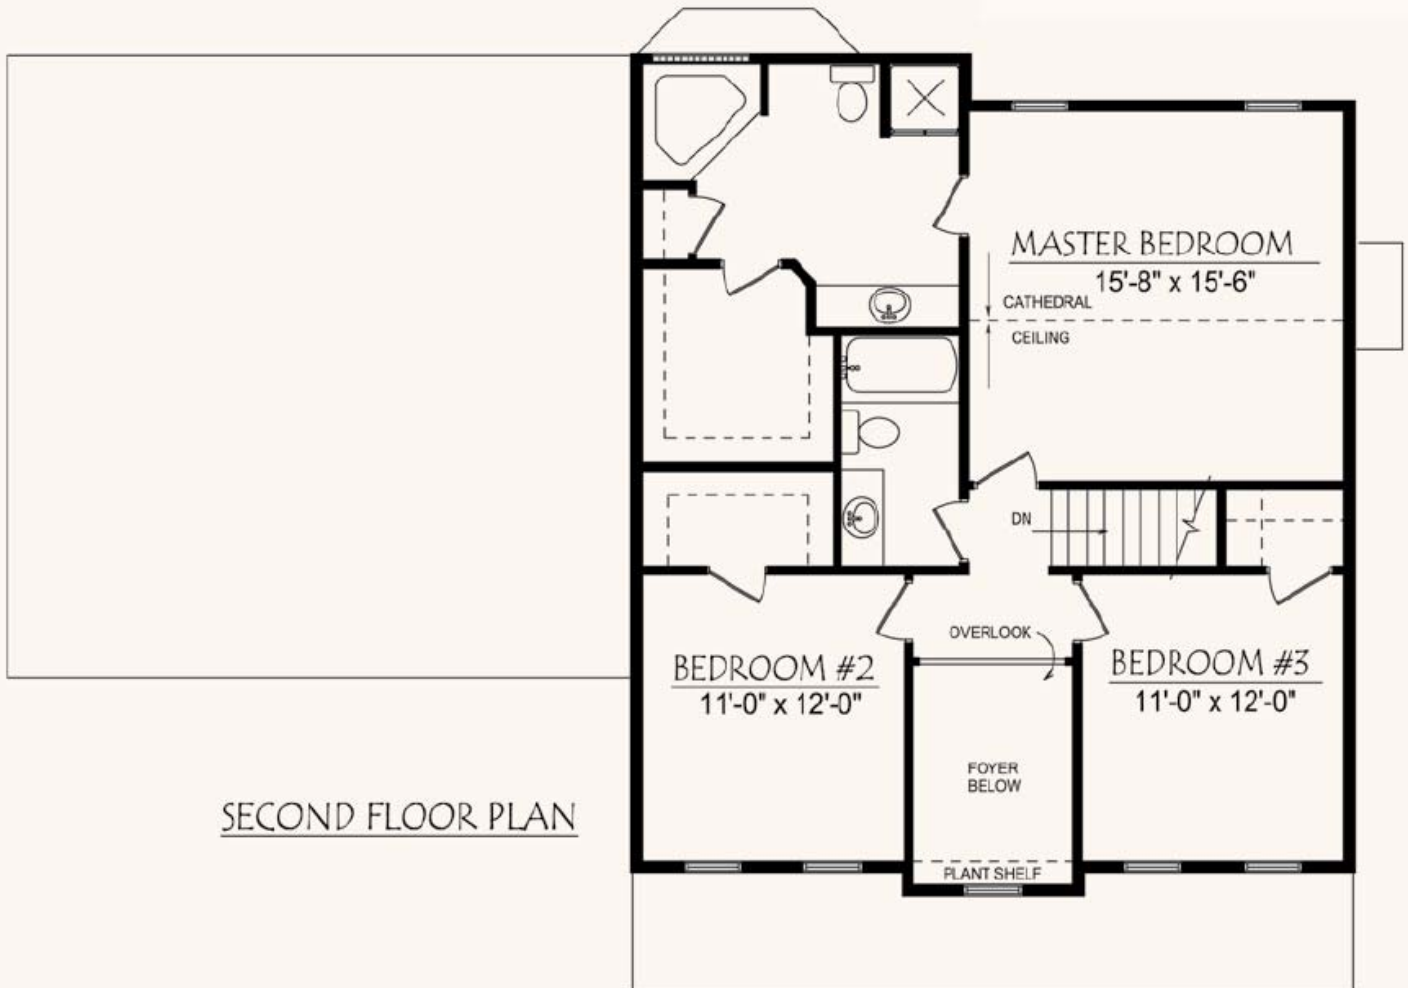 MASTER BEDROOM
15'-8" x 15'-6"
CATHEDRAL
CEILING
DN
OVERLOOK
BEDROOM #2
11'-0" x 12'-0"
BEDROOM #3
11'-0" x 12'-0"
FOYER
BELOW
SECOND FLOOR PLAN
PLANT SHELF